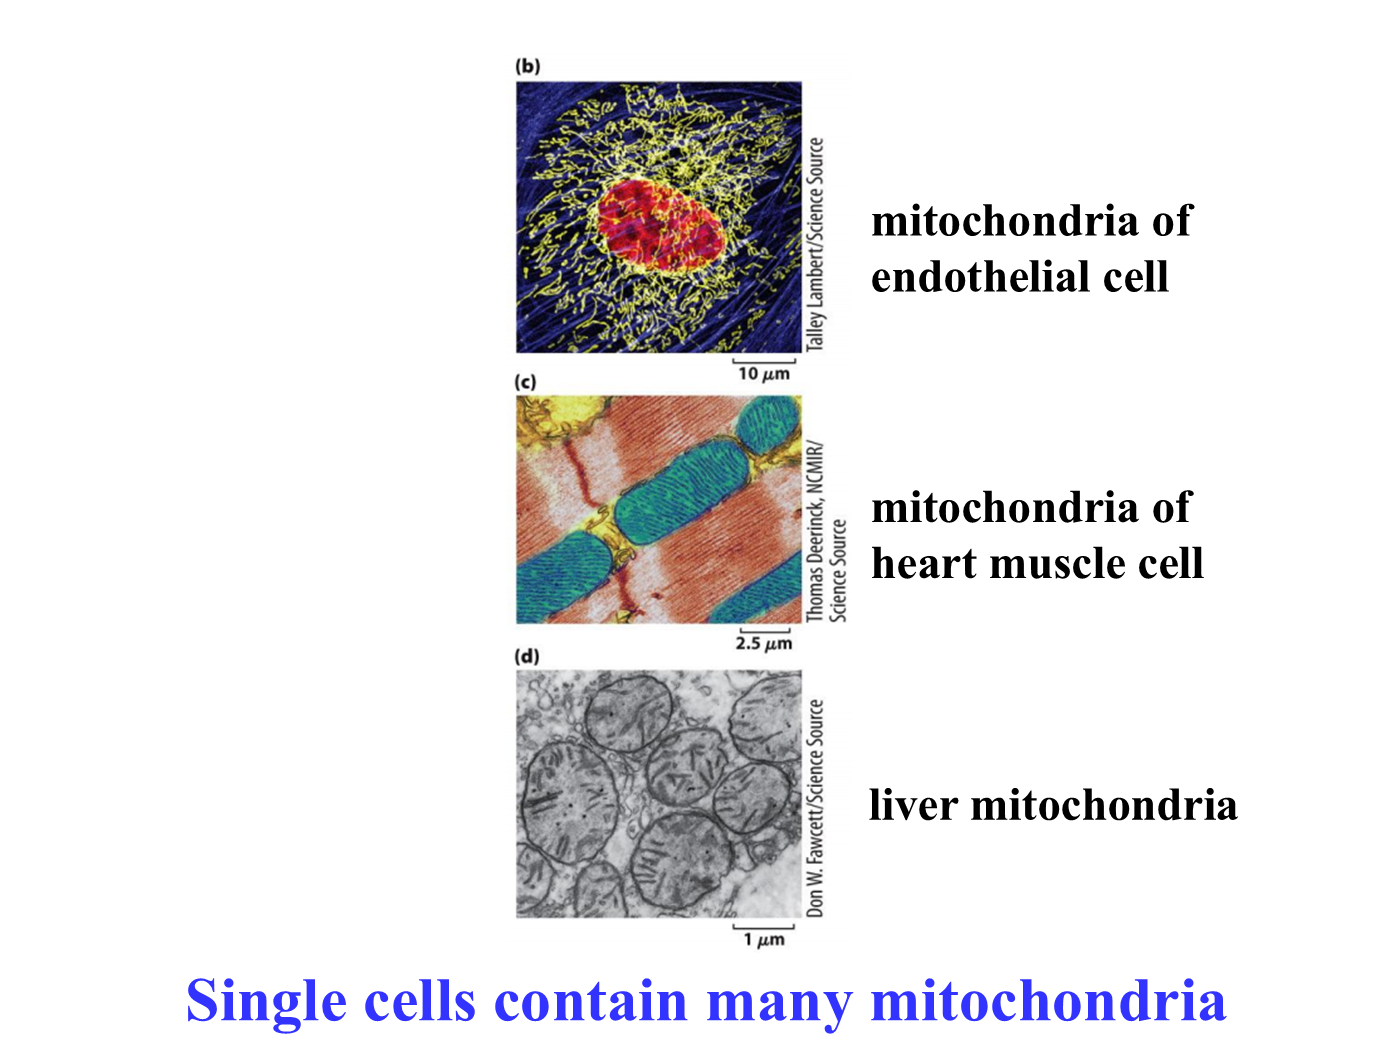 (b)
Talley Lambert/Science Source
mitochondria of
endothelial cell
10 μm
(c)
Thomas Deerinck, NCMIR/
Science Source
mitochondria of
heart muscle cell
2.5 μm
(d)
Don W. Fawcett/Science Source
liver mitochondria
1 μm
Single cells contain many mitochondria